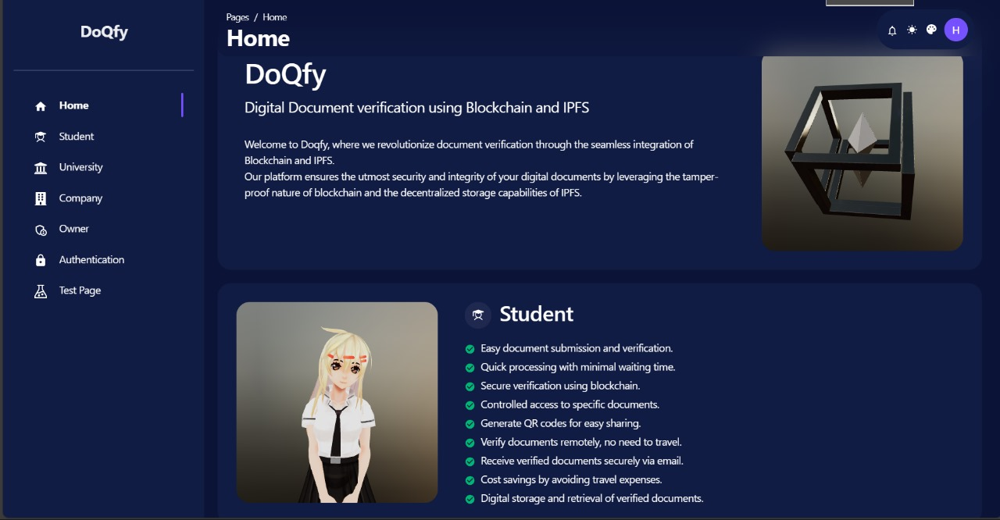 DoQfy
Home
Student
University
Company
Owner
Authentication
Test Page
Pages / Home
Home
H
DoQfy
Digital Document verification using Blockchain and IPFS
Welcome to Doqfy, where we revolutionize document verification through the seamless integration of
Blockchain and IPFS.
Our platform ensures the utmost security and integrity of your digital documents by leveraging the tamper-
proof nature of blockchain and the decentralized storage capabilities of IPFS.
Student
Easy document submission and verification.
Quick processing with minimal waiting time.
Secure verification using blockchain.
Controlled access to specific documents.
Generate QR codes for easy sharing.
Verify documents remotely, no need to travel.
Receive verified documents securely via email.
Cost savings by avoiding travel expenses.
Digital storage and retrieval of verified documents.